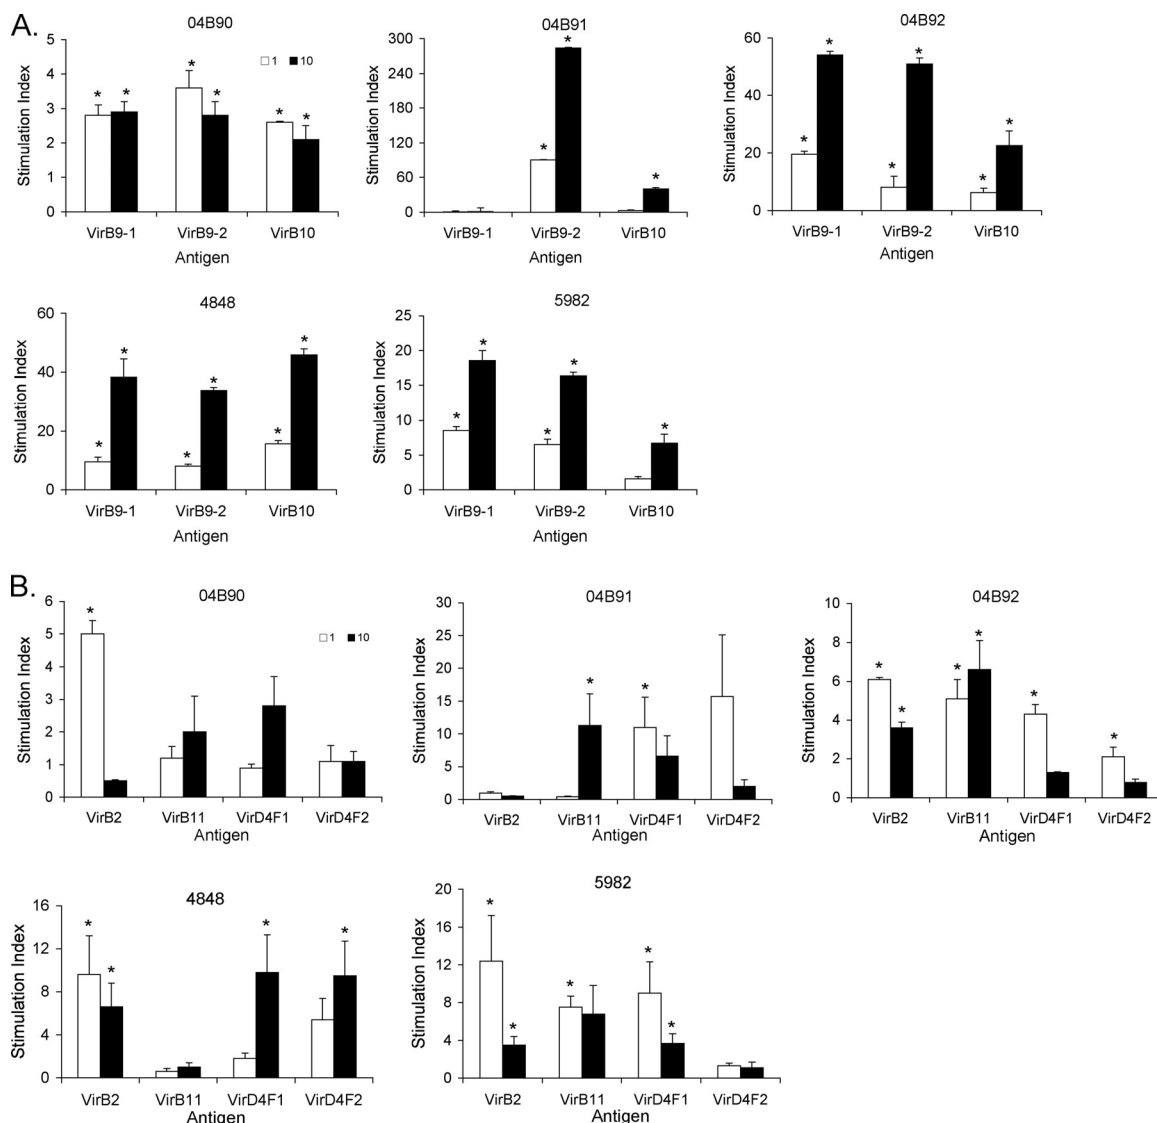 A.
04B90
5
4
3
2
1
0
Stimulation Index
1 10
* * * * * *
VirB9-1 VirB9-2 VirB10
Antigen
04B91
300
240
180
120
60
0
Stimulation Index
* * *
VirB9-1 VirB9-2 VirB10
Antigen
04B92
60
40
20
0
Stimulation Index
* * * * * *
VirB9-1 VirB9-2 VirB10
Antigen
4848
60
40
20
0
Stimulation Index
* * * * * *
VirB9-1 VirB9-2 VirB10
Antigen
5982
25
20
15
10
5
0
Stimulation Index
* * * * *
VirB9-1 VirB9-2 VirB10
Antigen
B.
04B90
6
5
4
3
2
1
0
Stimulation Index
1 10
*
VirB2 VirB11 VirD4F1 VirD4F2
Antigen
04B91
30
25
20
15
10
5
0
Stimulation Index
* *
VirB2 VirB11 VirD4F1 VirD4F2
Antigen
04B92
10
8
6
4
2
0
Stimulation Index
* * * * * *
VirB2 VirB11 VirD4F1 VirD4F2
Antigen
4848
16
12
8
4
0
Stimulation Index
* * * *
VirB2 VirB11 VirD4F1 VirD4F2
Antigen
5982
20
16
12
8
4
0
Stimulation Index
* * * * *
VirB2 VirB11 VirD4F1 VirD4F2
Antigen